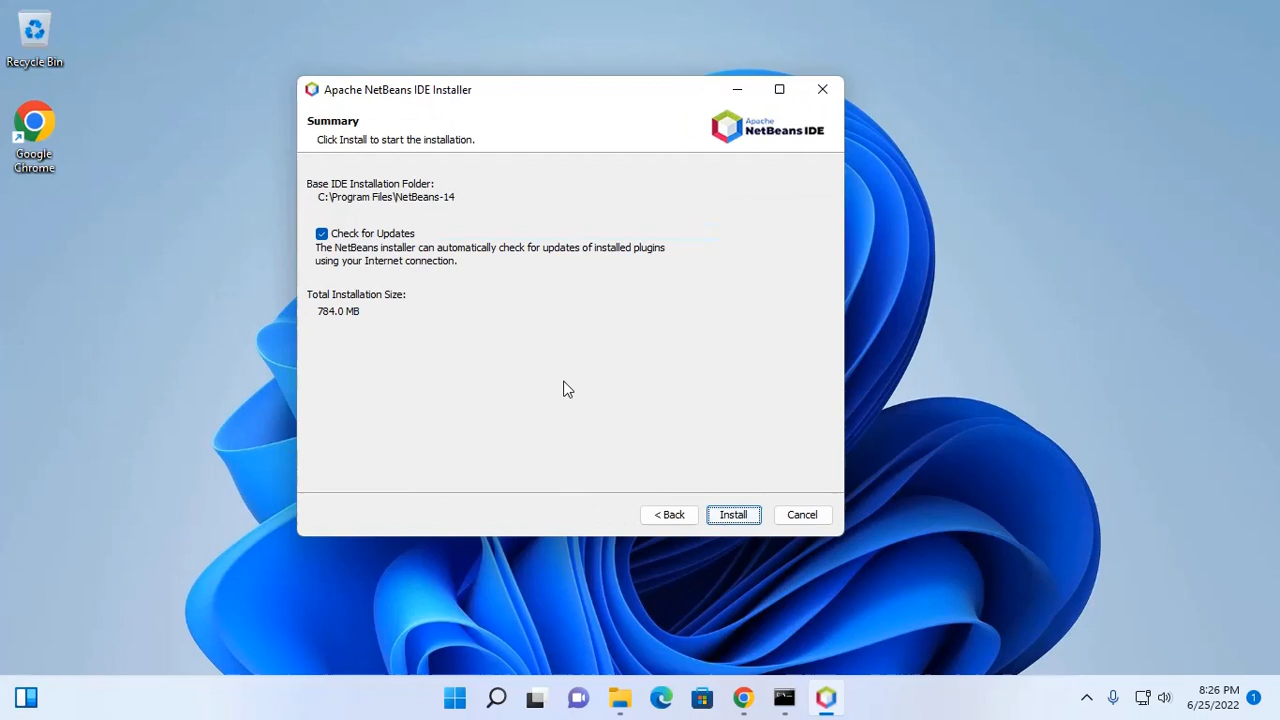 Recycle Bin
Google
Chrome
Apache NetBeans IDE Installer
Summary
Click Install to start the installation.
Apache
NetBeans IDE
Base IDE Installation Folder:
C:\Program Files\NetBeans-14
Check for Updates
The NetBeans installer can automatically check for updates of installed plugins
using your Internet connection.
Total Installation Size:
784.0 MB
< Back
Install
Cancel
8:26 PM
6/25/2022
1